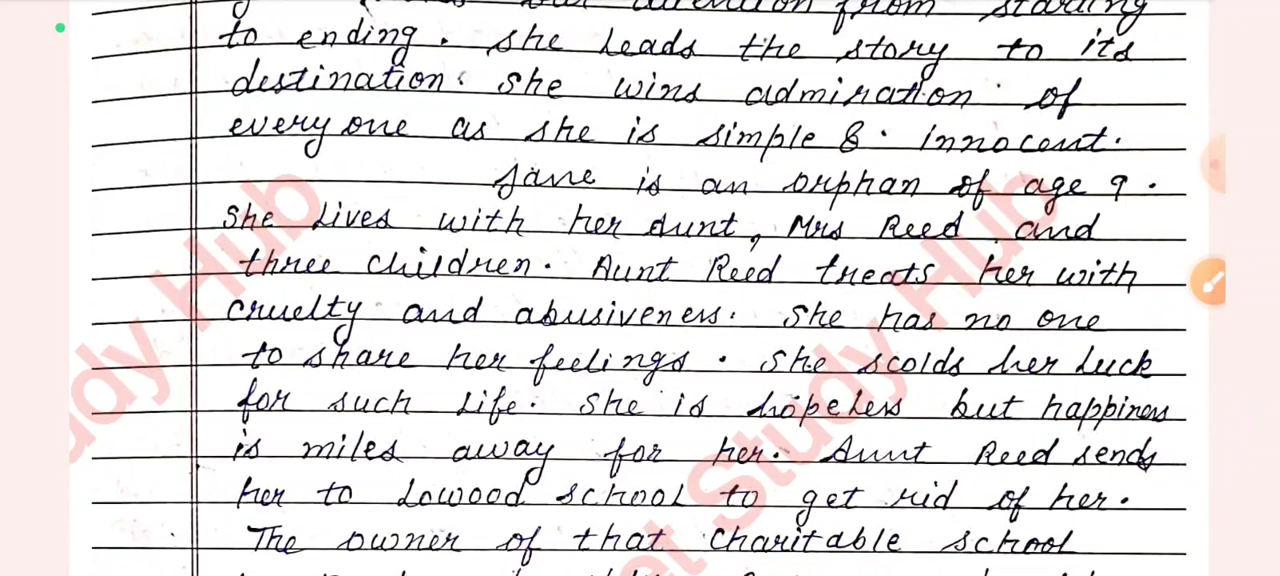 attention from starting
to ending. She leads the story to its
destination. She wins admiration of
everyone as she is simple & innocent.
Jane is an orphan of age 9.
She lives with her Aunt, Mrs Reed and
three children. Aunt Reed treats her with
cruelty and abusiveness. She has no one
to share her feelings. She scolds her luck
for such life. She is hopeless but happiness
is miles away for her. Aunt Reed sends
her to Lowood school to get rid of her.
The owner of that charitable school